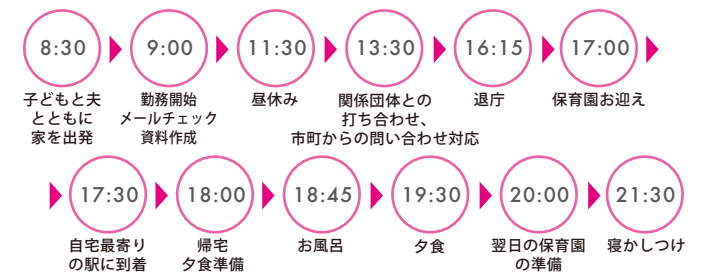 8:30
9:00
11:30
13:30
16:15
17:00
子どもと夫
とともに
家を出発
勤務開始
メールチェック
資料作成
昼休み
関係団体との
打ち合わせ、
市町からの問い合わせ対応
退庁
保育園お迎え
17:30
18:00
18:45
19:30
20:00
21:30
自宅最寄り
の駅に到着
帰宅
夕食準備
お風呂
夕食
翌日の保育園
の準備
寝かしつけ